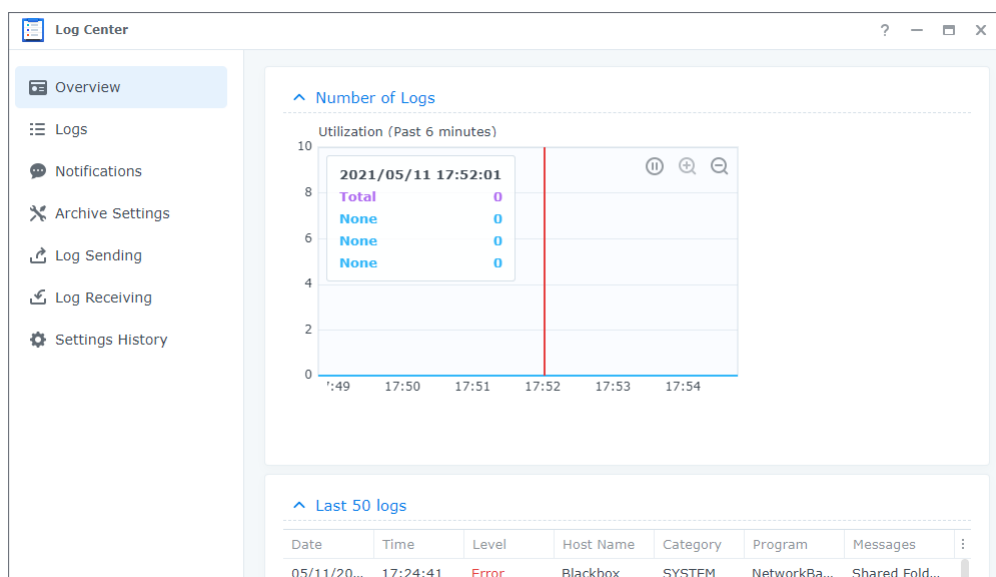 Log Center
?
Overview
Logs
Notifications
Archive Settings
Log Sending
Log Receiving
Settings History
Number of Logs
Utilization (Past 6 minutes)
10
8
6
4
2
0
2021/05/11 17:52:01
Total 0
None 0
None 0
None 0
':49 17:50 17:51 17:52 17:53 17:54
Last 50 logs
Date Time Level Host Name Category Program Messages
05/11/20... 17:24:41 Error Blackbox SYSTEM NetworkBa... Shared Fold...